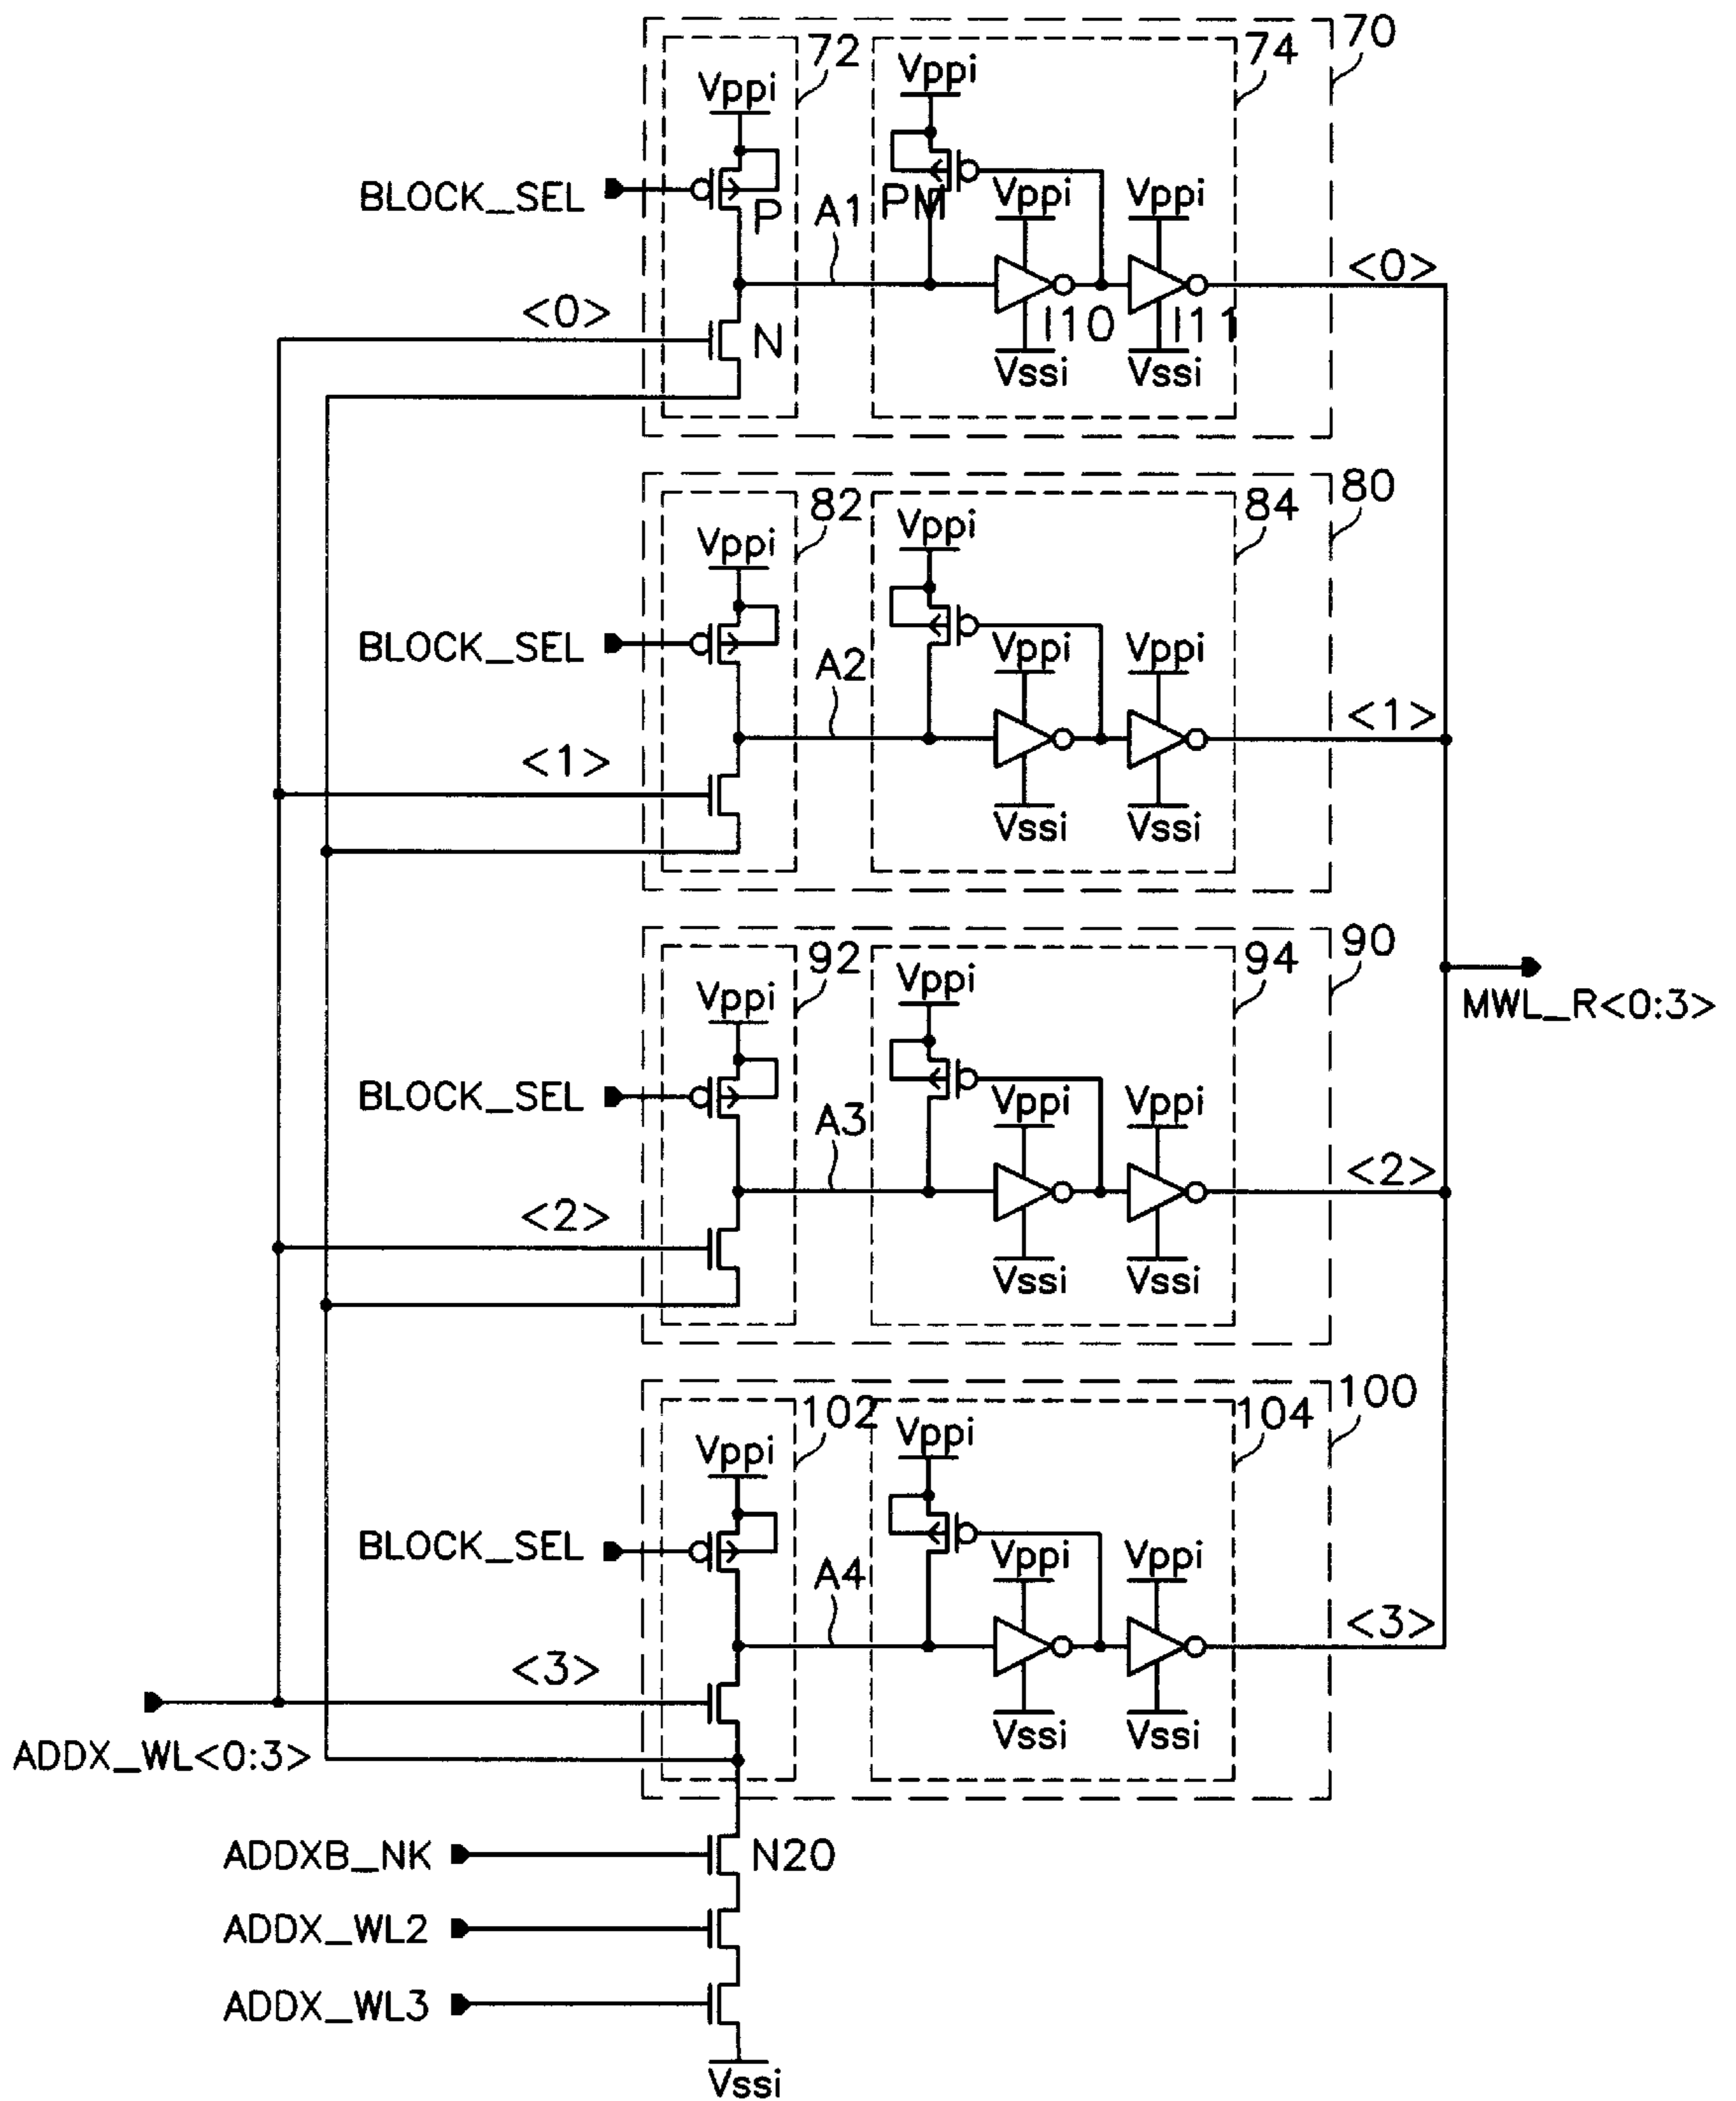 70
72
74
Vppi
Vppi
BLOCK_SEL
P
A1
PM
Vppi
Vppi
<0>
<0>
N
I10
I11
Vssi
Vssi
80
82
84
Vppi
Vppi
BLOCK_SEL
A2
Vppi
Vppi
<1>
<1>
Vssi
Vssi
90
92
94
Vppi
Vppi
BLOCK_SEL
A3
Vppi
Vppi
MWL_R<0:3>
<2>
<2>
Vssi
Vssi
100
102
104
Vppi
Vppi
BLOCK_SEL
A4
Vppi
Vppi
<3>
<3>
Vssi
Vssi
ADDX_WL<0:3>
ADDXB_NK
N20
ADDX_WL2
ADDX_WL3
Vssi